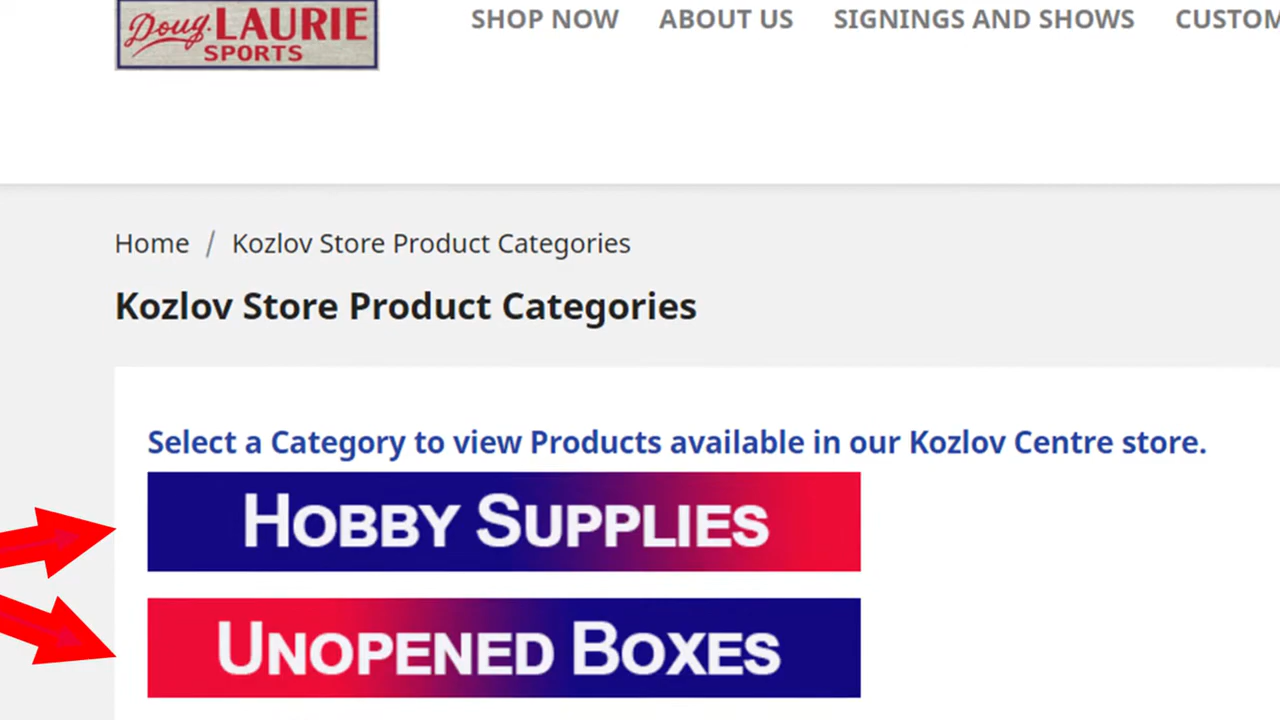 Doug LAURIE
SPORTS
SHOP NOW ABOUT US SIGNINGS AND SHOWS CUSTOM
Home / Kozlov Store Product Categories
Kozlov Store Product Categories
Select a Category to view Products available in our Kozlov Centre store.
HOBBY SUPPLIES
UNOPENED BOXES